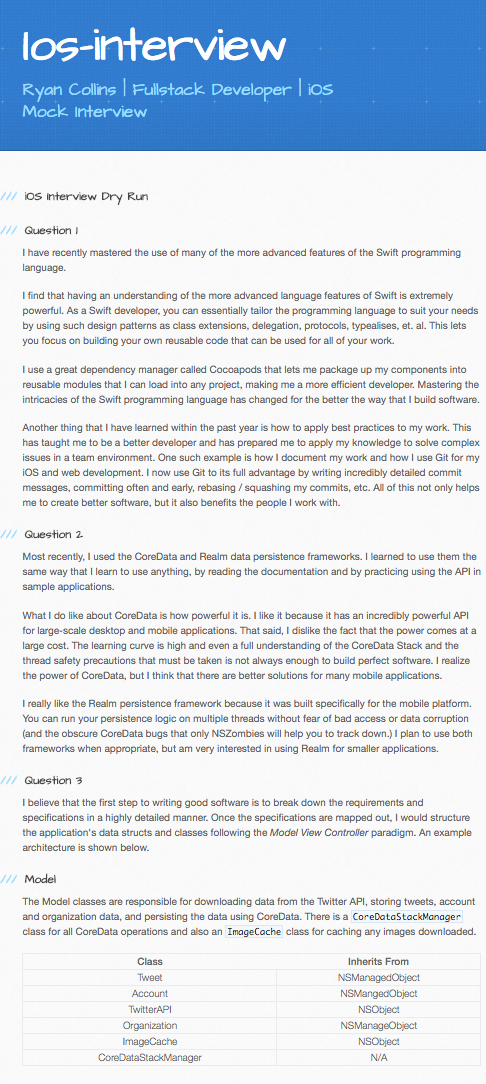 Ios-interview
Ryan Collins | Fullstack Developer | iOS
Mock Interview
/// iOS Interview Dry Run
/// Question 1
I have recently mastered the use of many of the more advanced features of the Swift programming
language.
I find that having an understanding of the more advanced language features of Swift is extremely
powerful. As a Swift developer, you can essentially tailor the programming language to suit your needs
by using such design patterns as class extensions, delegation, protocols, typealises, et. al. This lets
you focus on building your own reusable code that can be used for all of your work.
I use a great dependency manager called Cocoapods that lets me package up my components into
reusable modules that I can load into any project, making me a more efficient developer. Mastering the
intricacies of the Swift programming language has changed for the better the way that I build software.
Another thing that I have learned within the past year is how to apply best practices to my work. This
has taught me to be a better developer and has prepared me to apply my knowledge to solve complex
issues in a team environment. One such example is how I document my work and how I use Git for my
iOS and web development. I now use Git to its full advantage by writing incredibly detailed commit
messages, committing often and early, rebasing / squashing my commits, etc. All of this not only helps
me to create better software, but it also benefits the people I work with.
/// Question 2
Most recently, I used the CoreData and Realm data persistence frameworks. I learned to use them the
same way that I learn to use anything, by reading the documentation and by practicing using the API in
sample applications.
What I do like about CoreData is how powerful it is. I like it because it has an incredibly powerful API
for large-scale desktop and mobile applications. That said, I dislike the fact that the power comes at a
large cost. The learning curve is high and even a full understanding of the CoreData Stack and the
thread safety precautions that must be taken is not always enough to build perfect software. I realize
the power of CoreData, but I think that there are better solutions for many mobile applications.
I really like the Realm persistence framework because it was built specifically for the mobile platform.
You can run your persistence logic on multiple threads without fear of bad access or data corruption
(and the obscure CoreData bugs that only NSZombies will help you to track down.) I plan to use both
frameworks when appropriate, but am very interested in using Realm for smaller applications.
/// Question 3
I believe that the first step to writing good software is to break down the requirements and
specifications in a highly detailed manner. Once the specifications are mapped out, I would structure
the application's data structs and classes following the Model View Controller paradigm. An example
architecture is shown below.
/// Model
The Model classes are responsible for downloading data from the Twitter API, storing tweets, account
and organization data, and persisting the data using CoreData. There is a CoreDataStackManager
class for all CoreData operations and also an ImageCache class for caching any images downloaded.
Class Inherits From
Tweet NSManagedObject
Account NSMangedObject
TwitterAPI NSObject
Organization NSManageObject
ImageCache NSObject
CoreDataStackManager N/A